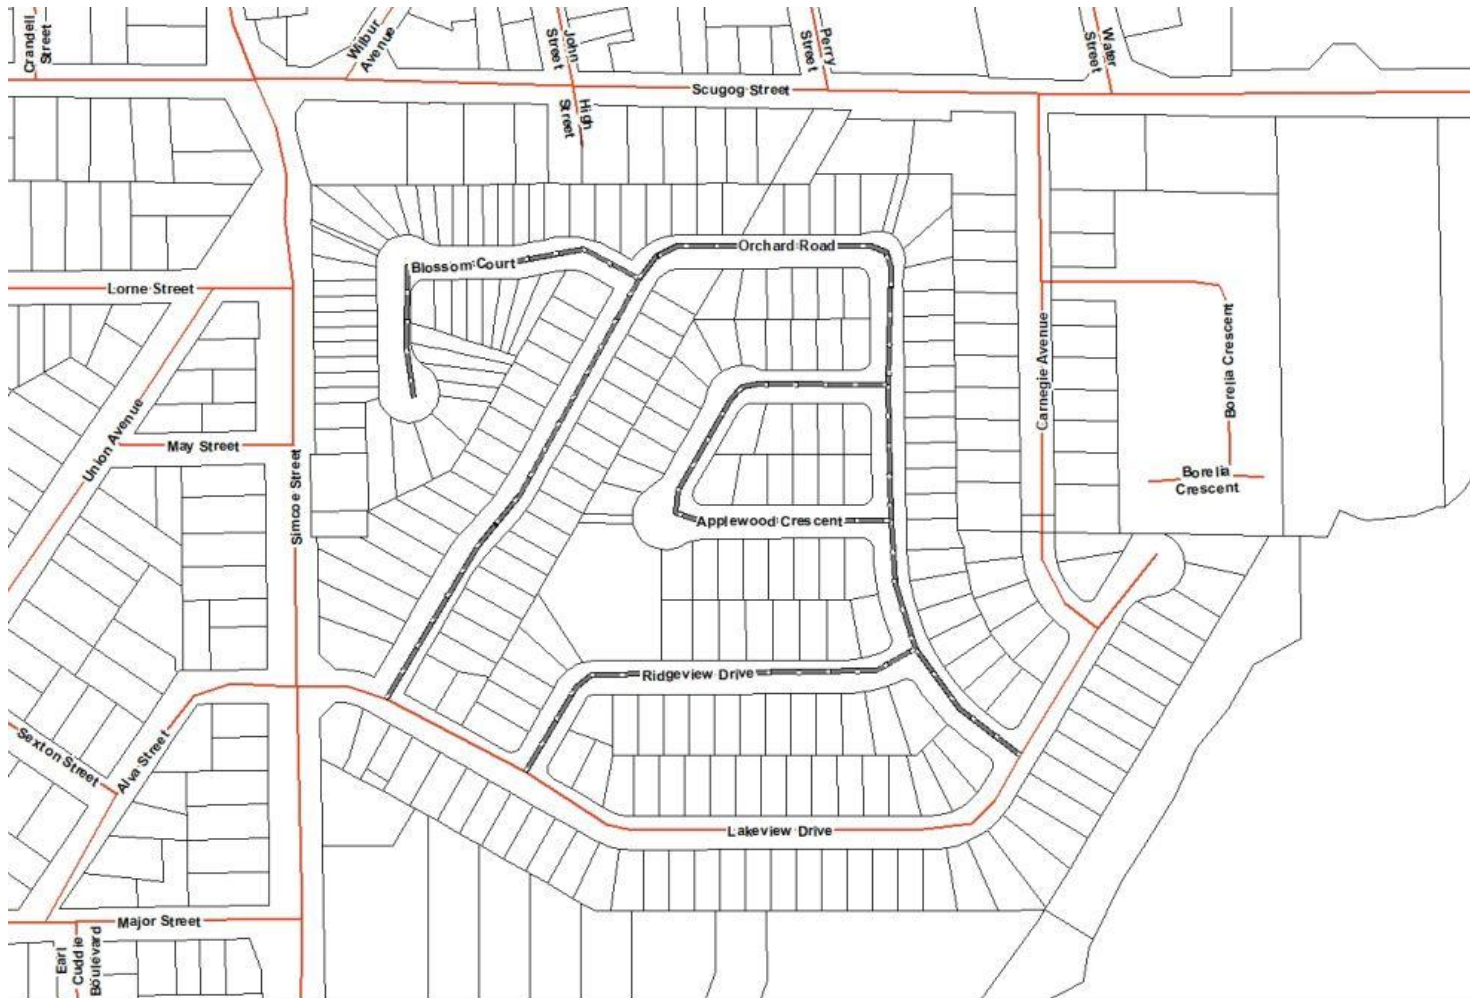 Crandell
Street
Wilbur
Avenue
John
Street
Perry
Street
Water
Street
Scugog Street
High
Street
Orchard Road
Blossom Court
Lorne Street
Borelia Crescent
Carnegie Avenue
Union Avenue
May Street
Simcoe Street
Borelia
Crescent
Applewood Crescent
Ridgeview Drive
Sexton Street
Alva Street
Lakeview Drive
Major Street
Earl
Cuddie
Boulevard